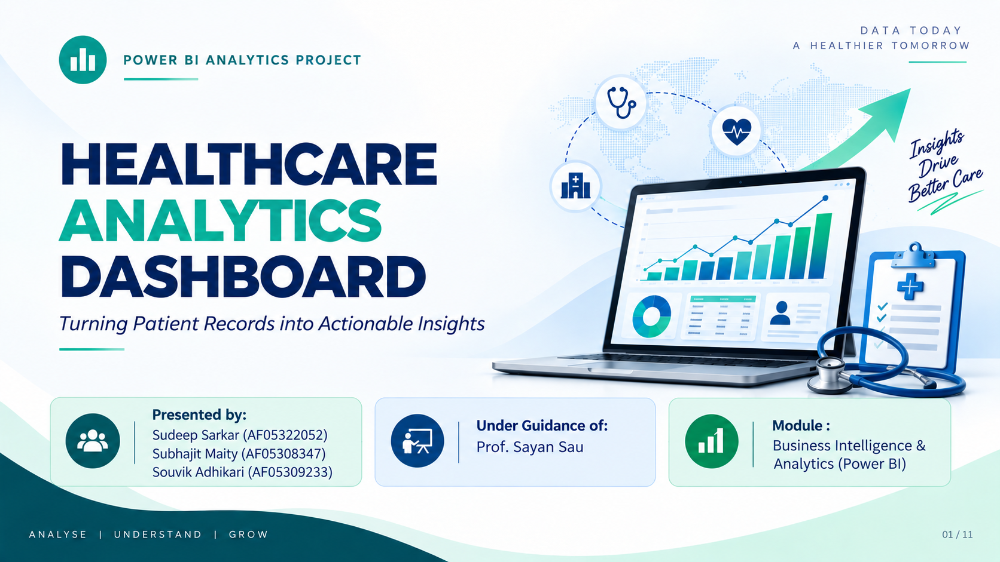 POWER BI ANALYTICS PROJECT
DATA TODAY
A HEALTHIER TOMORROW
HEALTHCARE
ANALYTICS
DASHBOARD
Turning Patient Records into Actionable Insights
Insights
Drive
Better Care
Presented by:
Sudeep Sarkar (AF05322052)
Subhajit Maity (AF05308347)
Souvik Adhikari (AF05309233)
Under Guidance of:
Prof. Sayan Sau
Module :
Business Intelligence &
Analytics (Power BI)
ANALYSE | UNDERSTAND | GROW
01 / 11